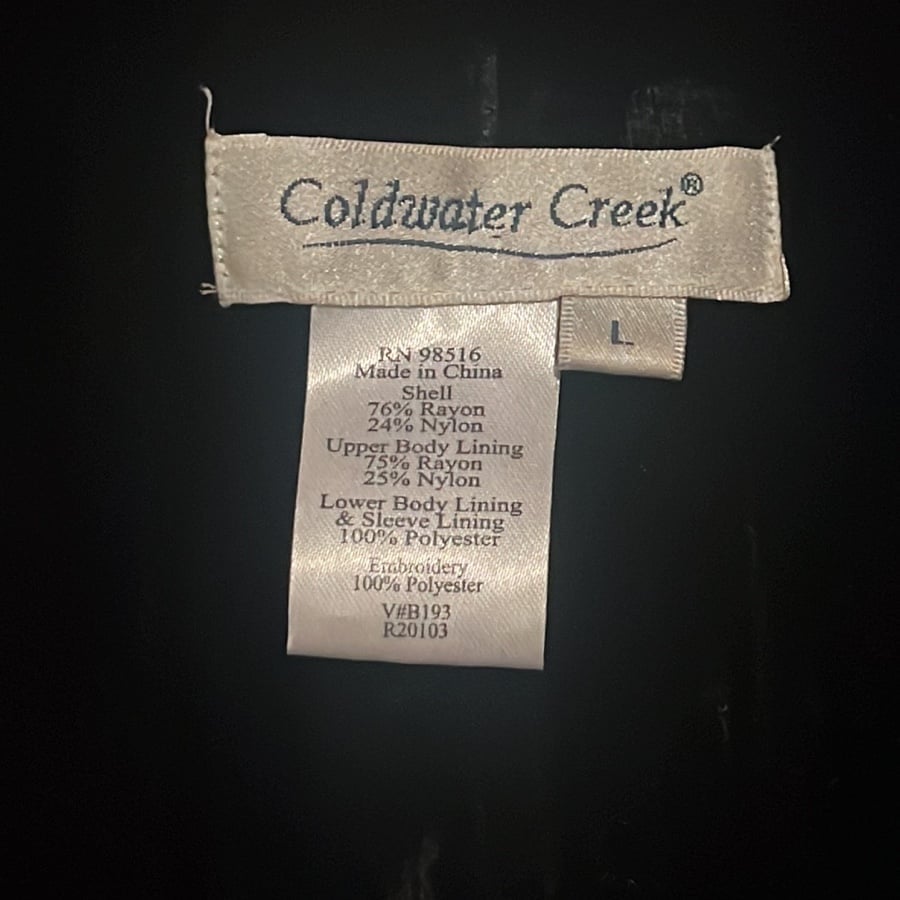 Coldwater Creek®
L
RN 98516
Made in China
Shell
76% Rayon
24% Nylon
Upper Body Lining
75% Rayon
25% Nylon
Lower Body Lining
& Sleeve Lining
100% Polyester
Embroidery
100% Polyester
V#B193
R20103